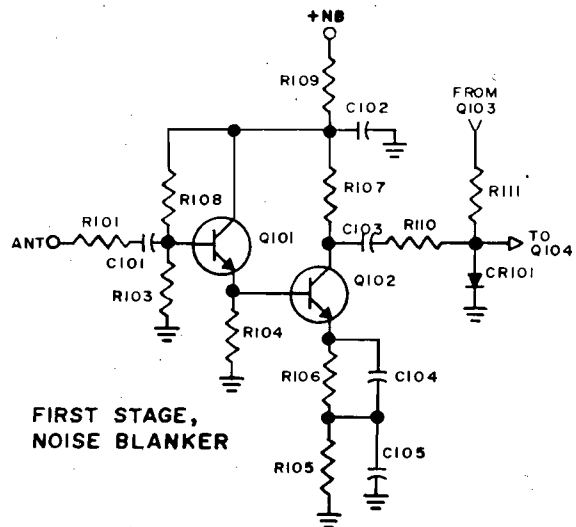 +NB
R109
C102
FROM
Q103
R108
R107
R111
R101
ANT
C101
Q101
C103
R110
TO
Q104
R103
Q102
CR101
R104
R106
C104
FIRST STAGE,
NOISE BLANKER
R105
C105